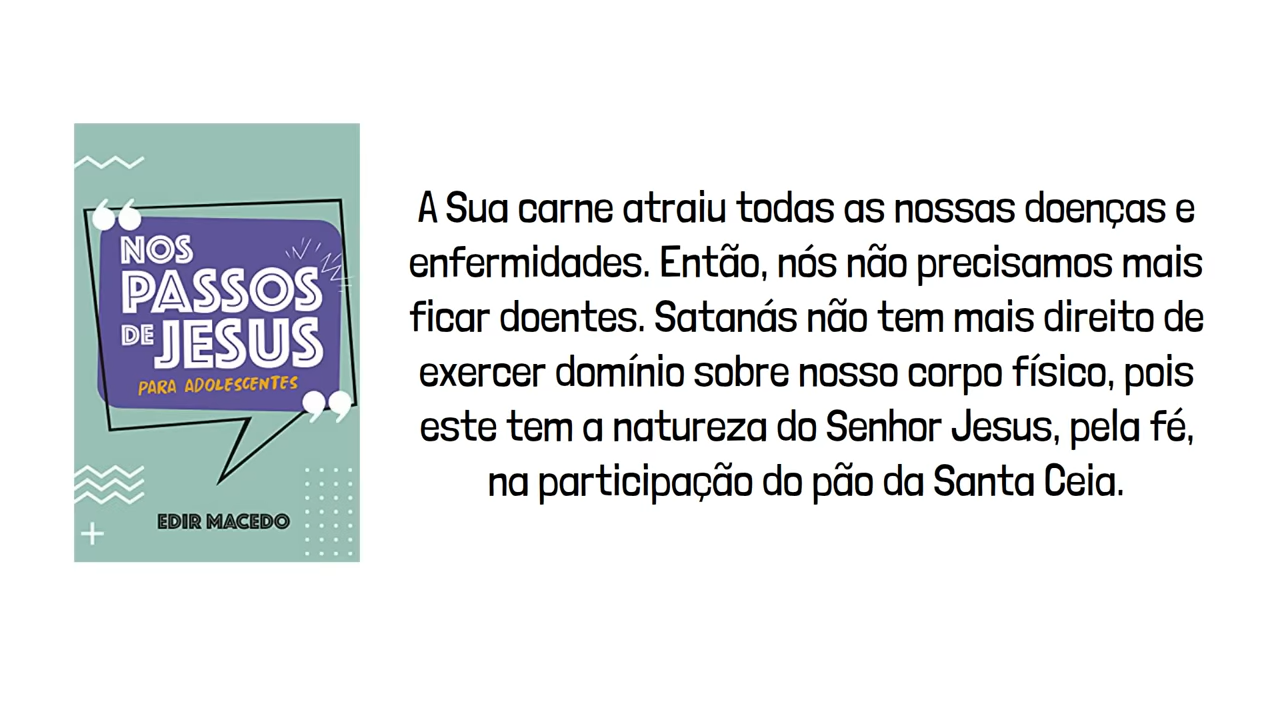 “
NOS
PASSOS
DE JESUS
PARA ADOLESCENTES
”
EDIR MACEDO
A Sua carne atraiu todas as nossas doenças e
enfermidades. Então, nós não precisamos mais
ficar doentes. Satanás não tem mais direito de
exercer domínio sobre nosso corpo físico, pois
este tem a natureza do Senhor Jesus, pela fé,
na participação do pão da Santa Ceia.